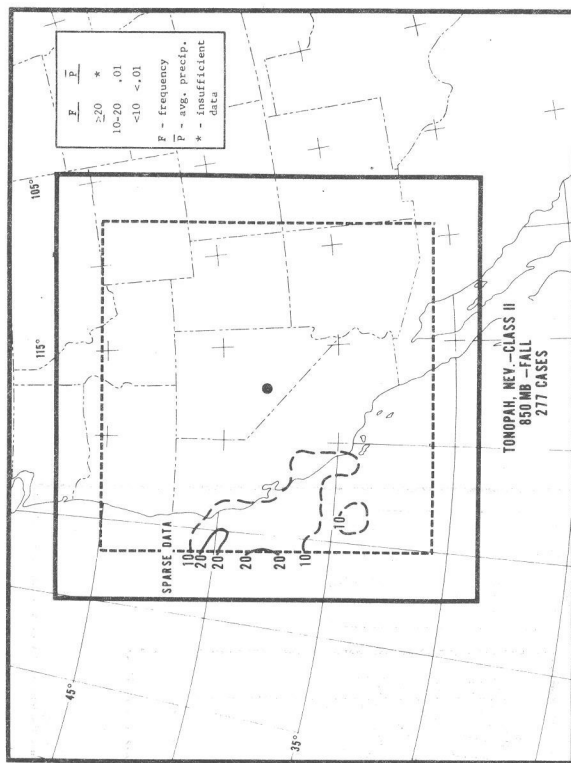 115°
105°
45°
35°
SPARSE DATA
10
20
20
20
20
10
10
F P̄
≥20 *
10-20 .01
<10 <.01
F - frequency
P̄ - avg. precip.
* - insufficient
data
TONOPAH, NEV.-CLASS II
850 MB -FALL
277 CASES